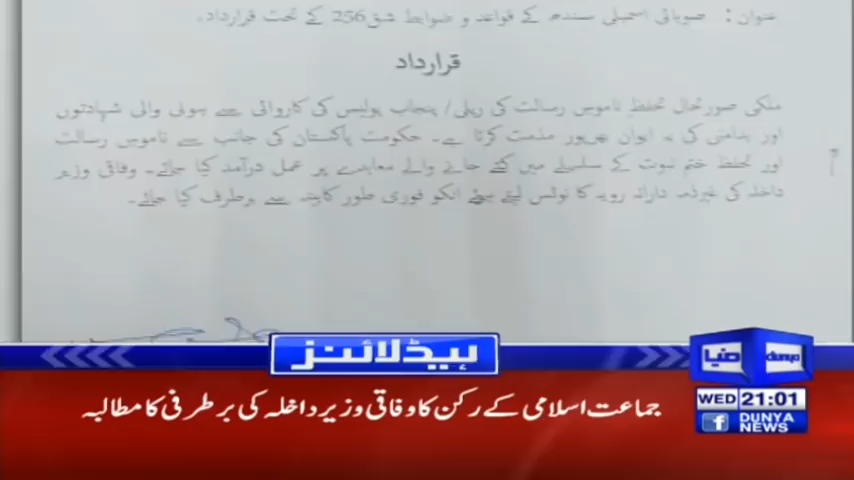 عنوان : صوبائی اسمبلی سندھ کے قواعد و ضوابط شق256 کے تحت قرارداد۔
قرارداد
ملکی صورتحال تحفظِ ناموس رسالت کی ریلی/ پنجاب پولیس کی کاروائی سے ہونی والی شہادتوں
اور بدامنی کی یہ ایوان بھرپور مذمت کرتا ہے۔ حکومت پاکستان کی جانب سے ناموس رسالت
اور تحفظ ختم نبوت کے سلسلے میں کئے جانے والے معاہدے پر عمل درآمد کیا جائے۔ وفاقی وزیر
داخلہ کی غیرذمہ دارانہ رویہ کا نوٹس لیتے ہوئے انکو فوری طور کابینہ سے برطرف کیا جائے۔
ہیڈلائنز
جماعت اسلامی کے رکن کا وفاقی وزیر داخلہ کی برطرفی کا مطالبہ
دنیا dunya
WED 21:01
f DUNYA NEWS